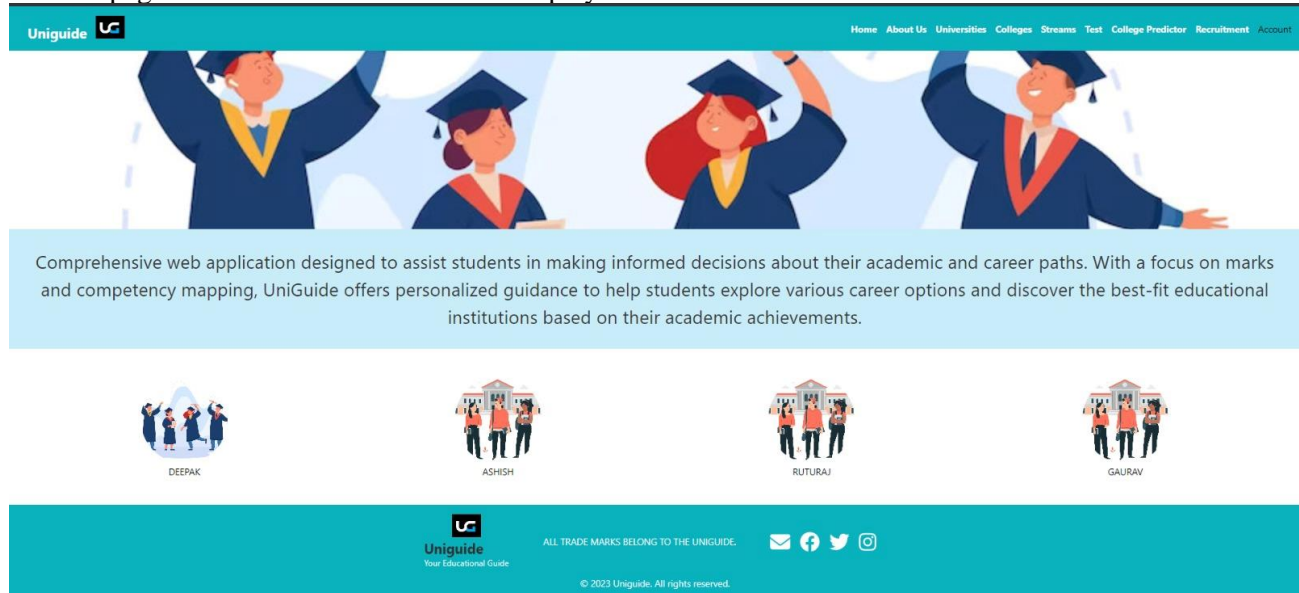 Uniguide UG
Home About Us Universities Colleges Streams Test College Predictor Recruitment Account
Comprehensive web application designed to assist students in making informed decisions about their academic and career paths. With a focus on marks
and competency mapping, UniGuide offers personalized guidance to help students explore various career options and discover the best-fit educational
institutions based on their academic achievements.
DEEPAK
ASHISH
RUTURAJ
GAURAV
UG
Uniguide
Your Educational Guide
ALL TRADE MARKS BELONG TO THE UNIGUIDE.
© 2023 Uniguide. All rights reserved.